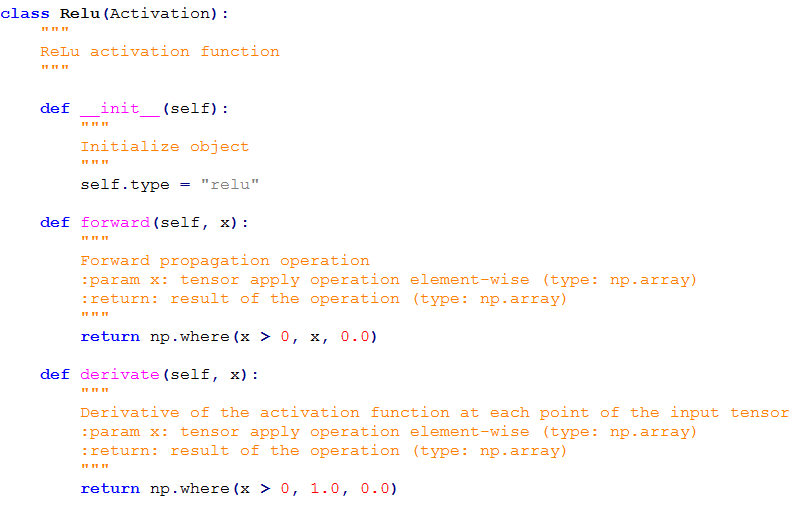 class Relu(Activation):
    """
    ReLu activation function
    """
    def __init__(self):
        """
        Initialize object
        """
        self.type = "relu"
    def forward(self, x):
        """
        Forward propagation operation
        :param x: tensor apply operation element-wise (type: np.array)
        :return: result of the operation (type: np.array)
        """
        return np.where(x > 0, x, 0.0)
    def derivate(self, x):
        """
        Derivative of the activation function at each point of the input tensor
        :param x: tensor apply operation element-wise (type: np.array)
        :return: result of the operation (type: np.array)
        """
        return np.where(x > 0, 1.0, 0.0)